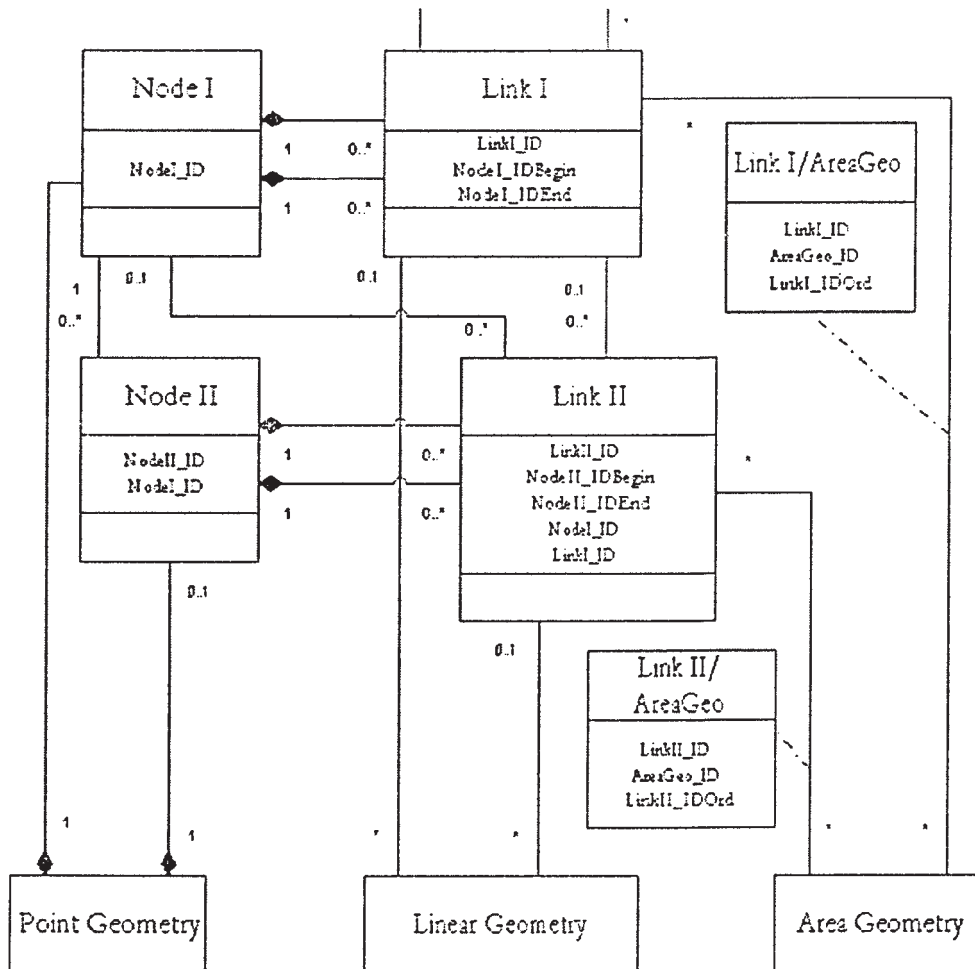 *
Node I
NodeI_ID
Link I
LinkI_ID
NodeI_IDBegin
NodeI_IDEnd
1
0..*
1
0..*
*
Link I/AreaGeo
LinkI_ID
AreaGeo_ID
LinkI_IDOrd
0..1
0..1
0..1
1
0..*
0..*
0..*
Node II
NodeII_ID
NodeI_ID
Link II
LinkII_ID
NodeII_IDBegin
NodeII_IDEnd
NodeI_ID
LinkI_ID
1
0..*
1
0..*
*
0..1
0..1
Link II/
AreaGeo
LinkII_ID
AreaGeo_ID
LinkII_IDOrd
1
1
*
*
*
*
Point Geometry
Linear Geometry
Area Geometry